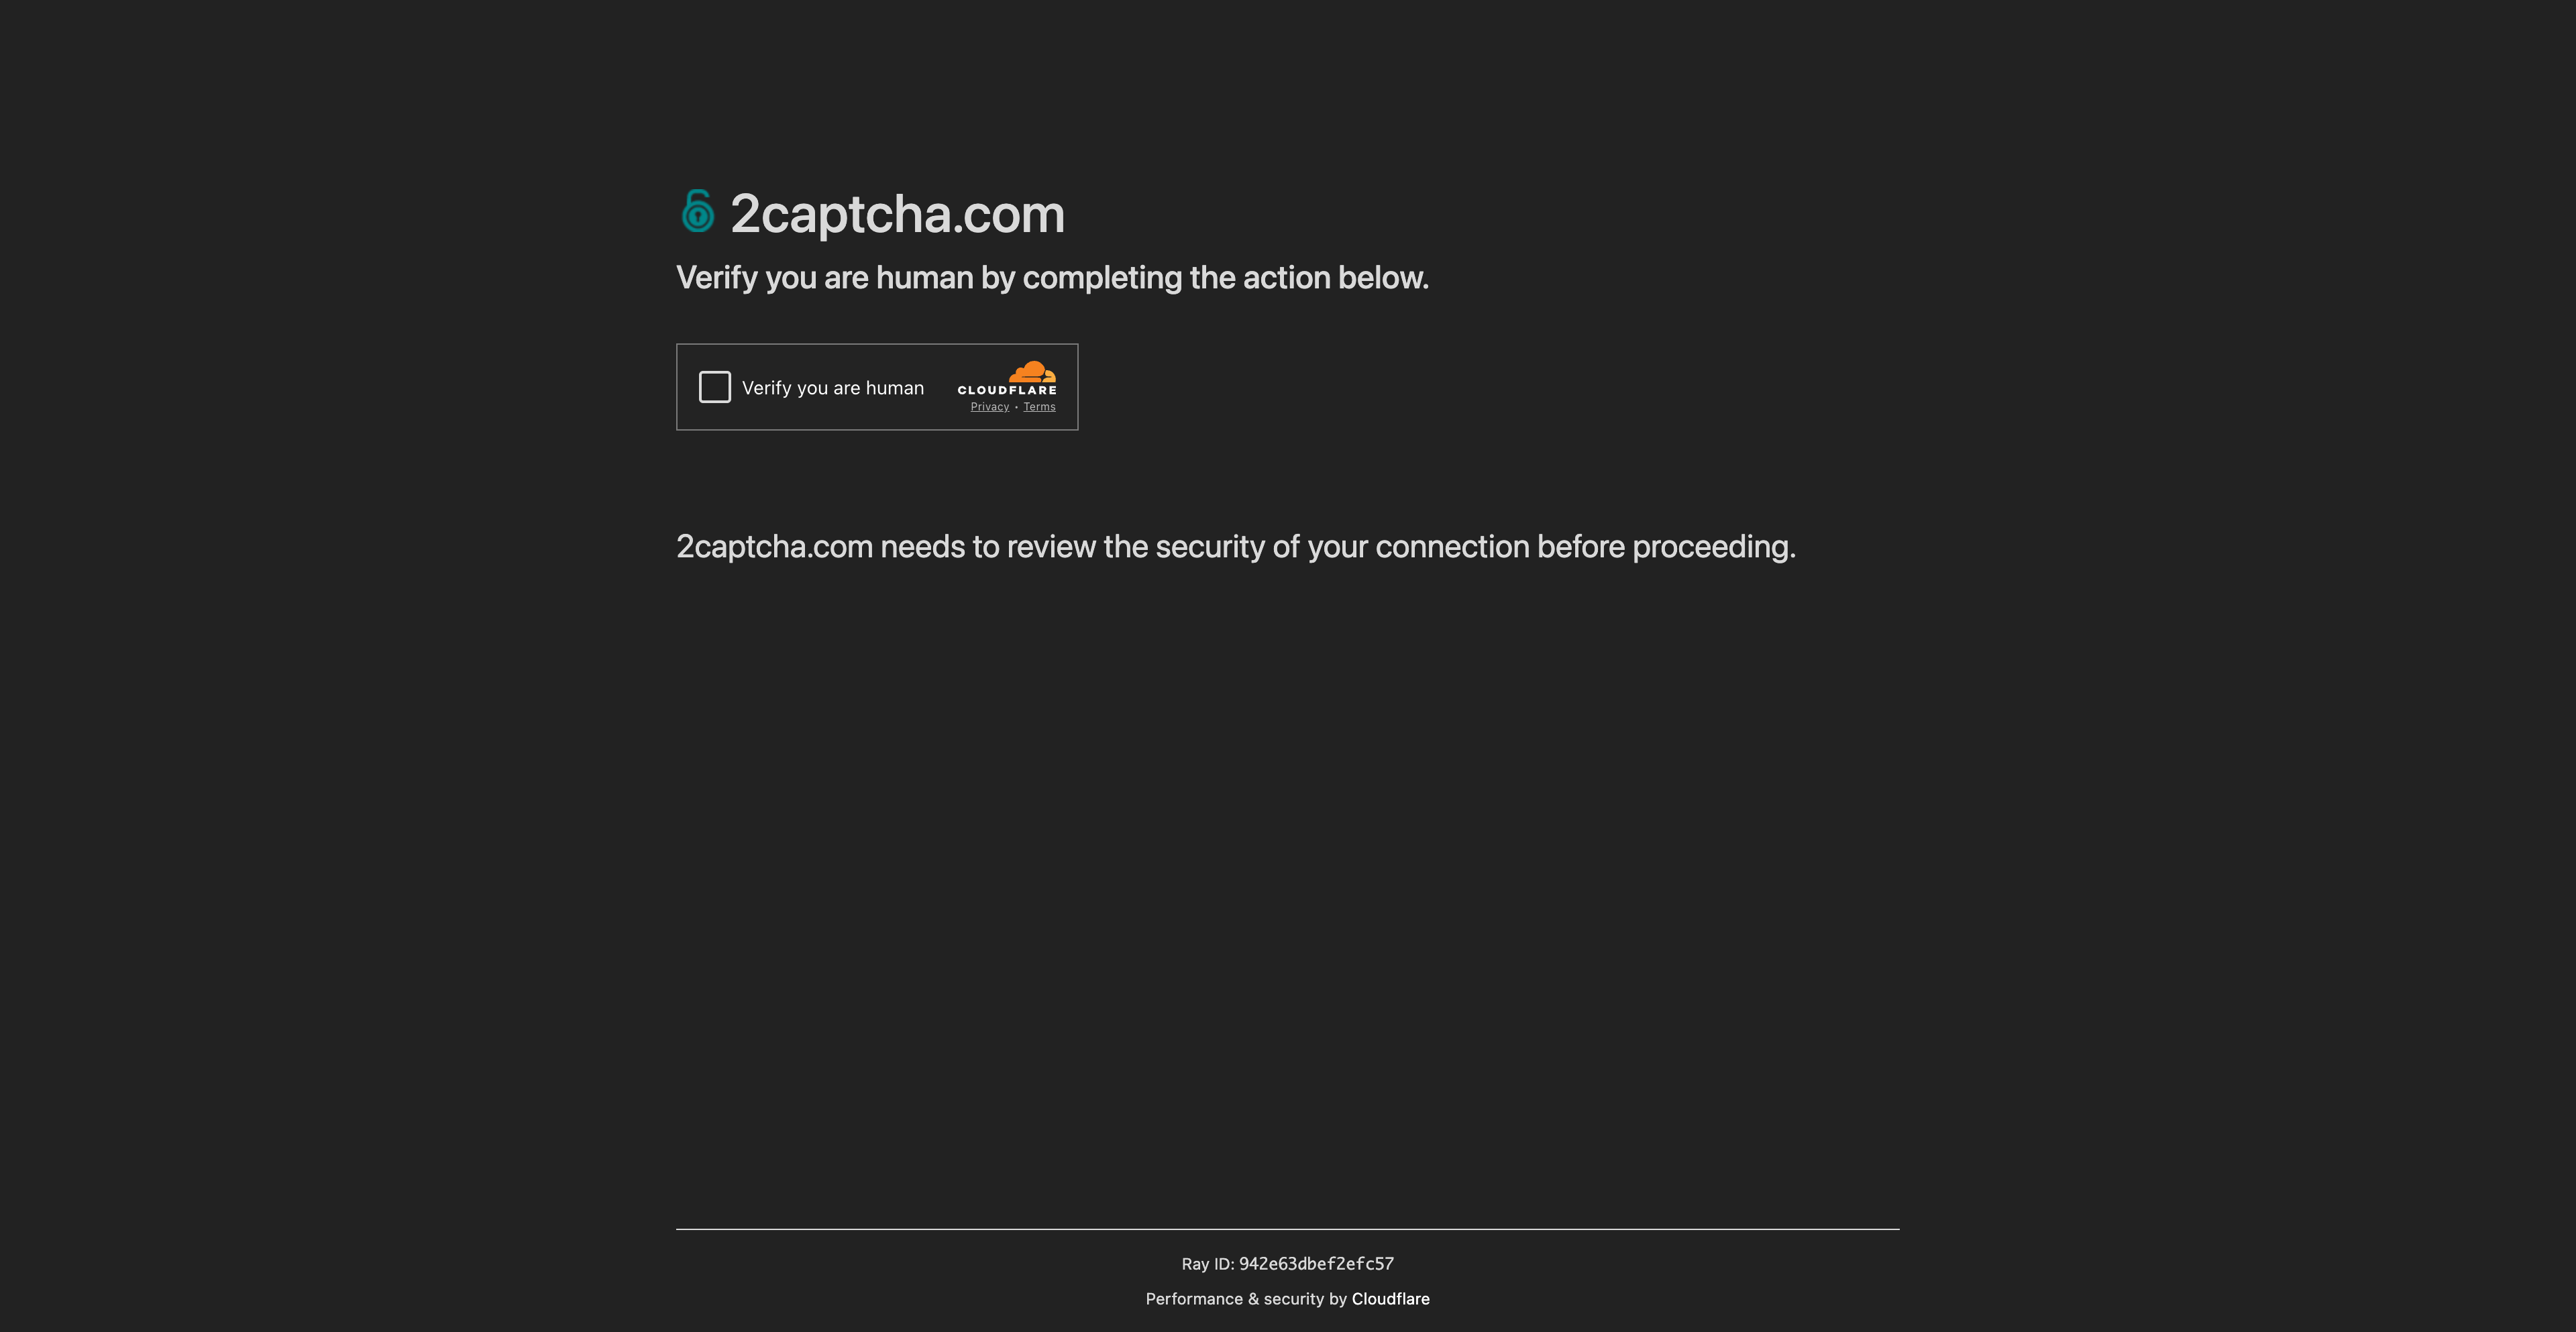 2captcha.com
Verify you are human by completing the action below.
Verify you are human
CLOUDFLARE
Privacy • Terms
2captcha.com needs to review the security of your connection before proceeding.
Ray ID: 942e63dbef2efc57
Performance & security by Cloudflare